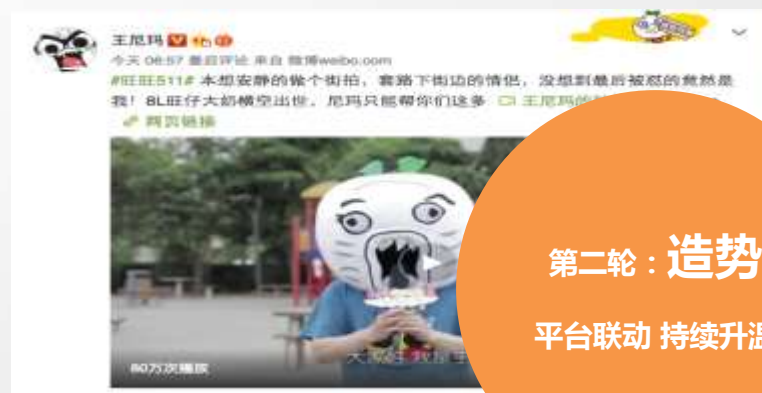 王尼玛
今天 06:57 最后评论 来自 微博weibo.com
#旺旺511# 本想安静的做个街拍，套路下街边的情侣，没想到最后被怼的竟然是
我！8L旺仔大奶横空出世，尼玛只能帮你们这多 王尼玛的
网页链接
80万次播放
第二轮：造势
平台联动 持续升温